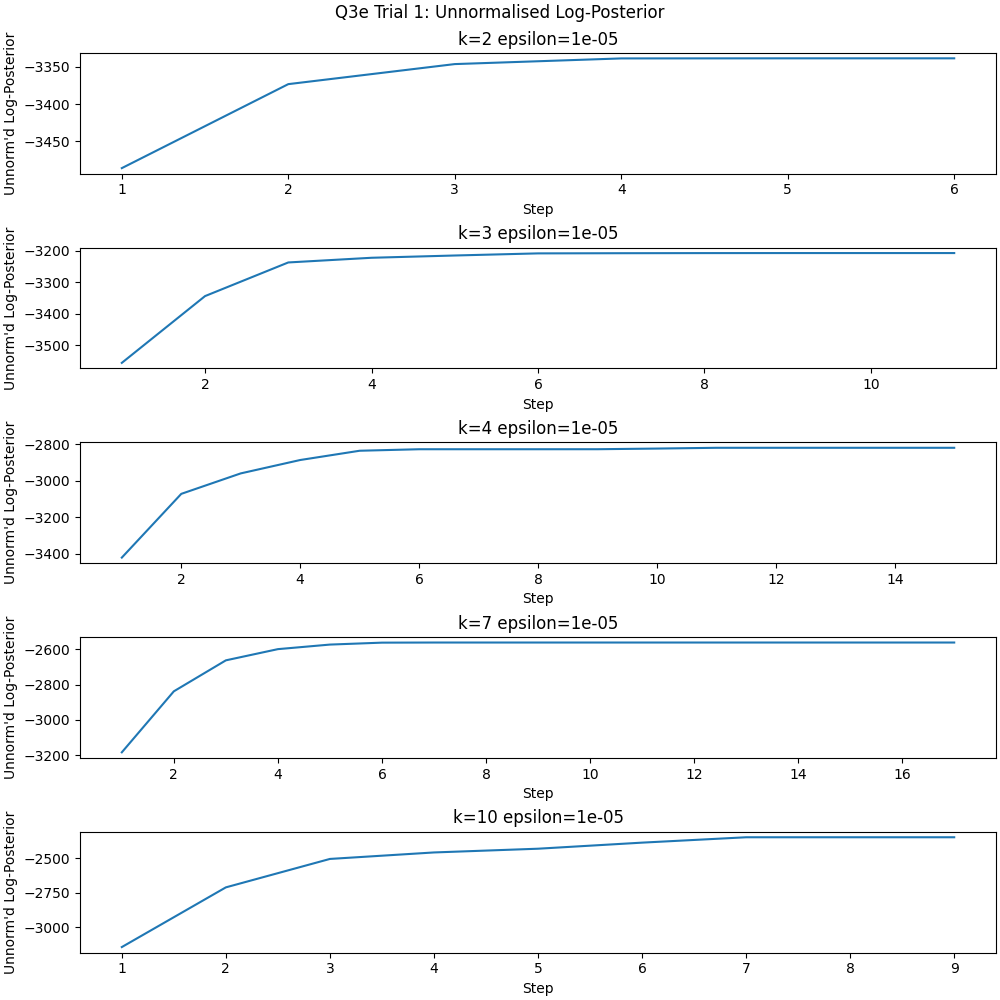 Q3e Trial 1: Unnormalised Log-Posterior
k=2 epsilon=1e-05
Unnorm'd Log-Posterior
−3350
−3400
−3450
1 2 3 4 5 6
Step
k=3 epsilon=1e-05
Unnorm'd Log-Posterior
−3200
−3300
−3400
−3500
2 4 6 8 10
Step
k=4 epsilon=1e-05
Unnorm'd Log-Posterior
−2800
−3000
−3200
−3400
2 4 6 8 10 12 14
Step
k=7 epsilon=1e-05
Unnorm'd Log-Posterior
−2600
−2800
−3000
−3200
2 4 6 8 10 12 14 16
Step
k=10 epsilon=1e-05
Unnorm'd Log-Posterior
−2500
−2750
−3000
1 2 3 4 5 6 7 8 9
Step